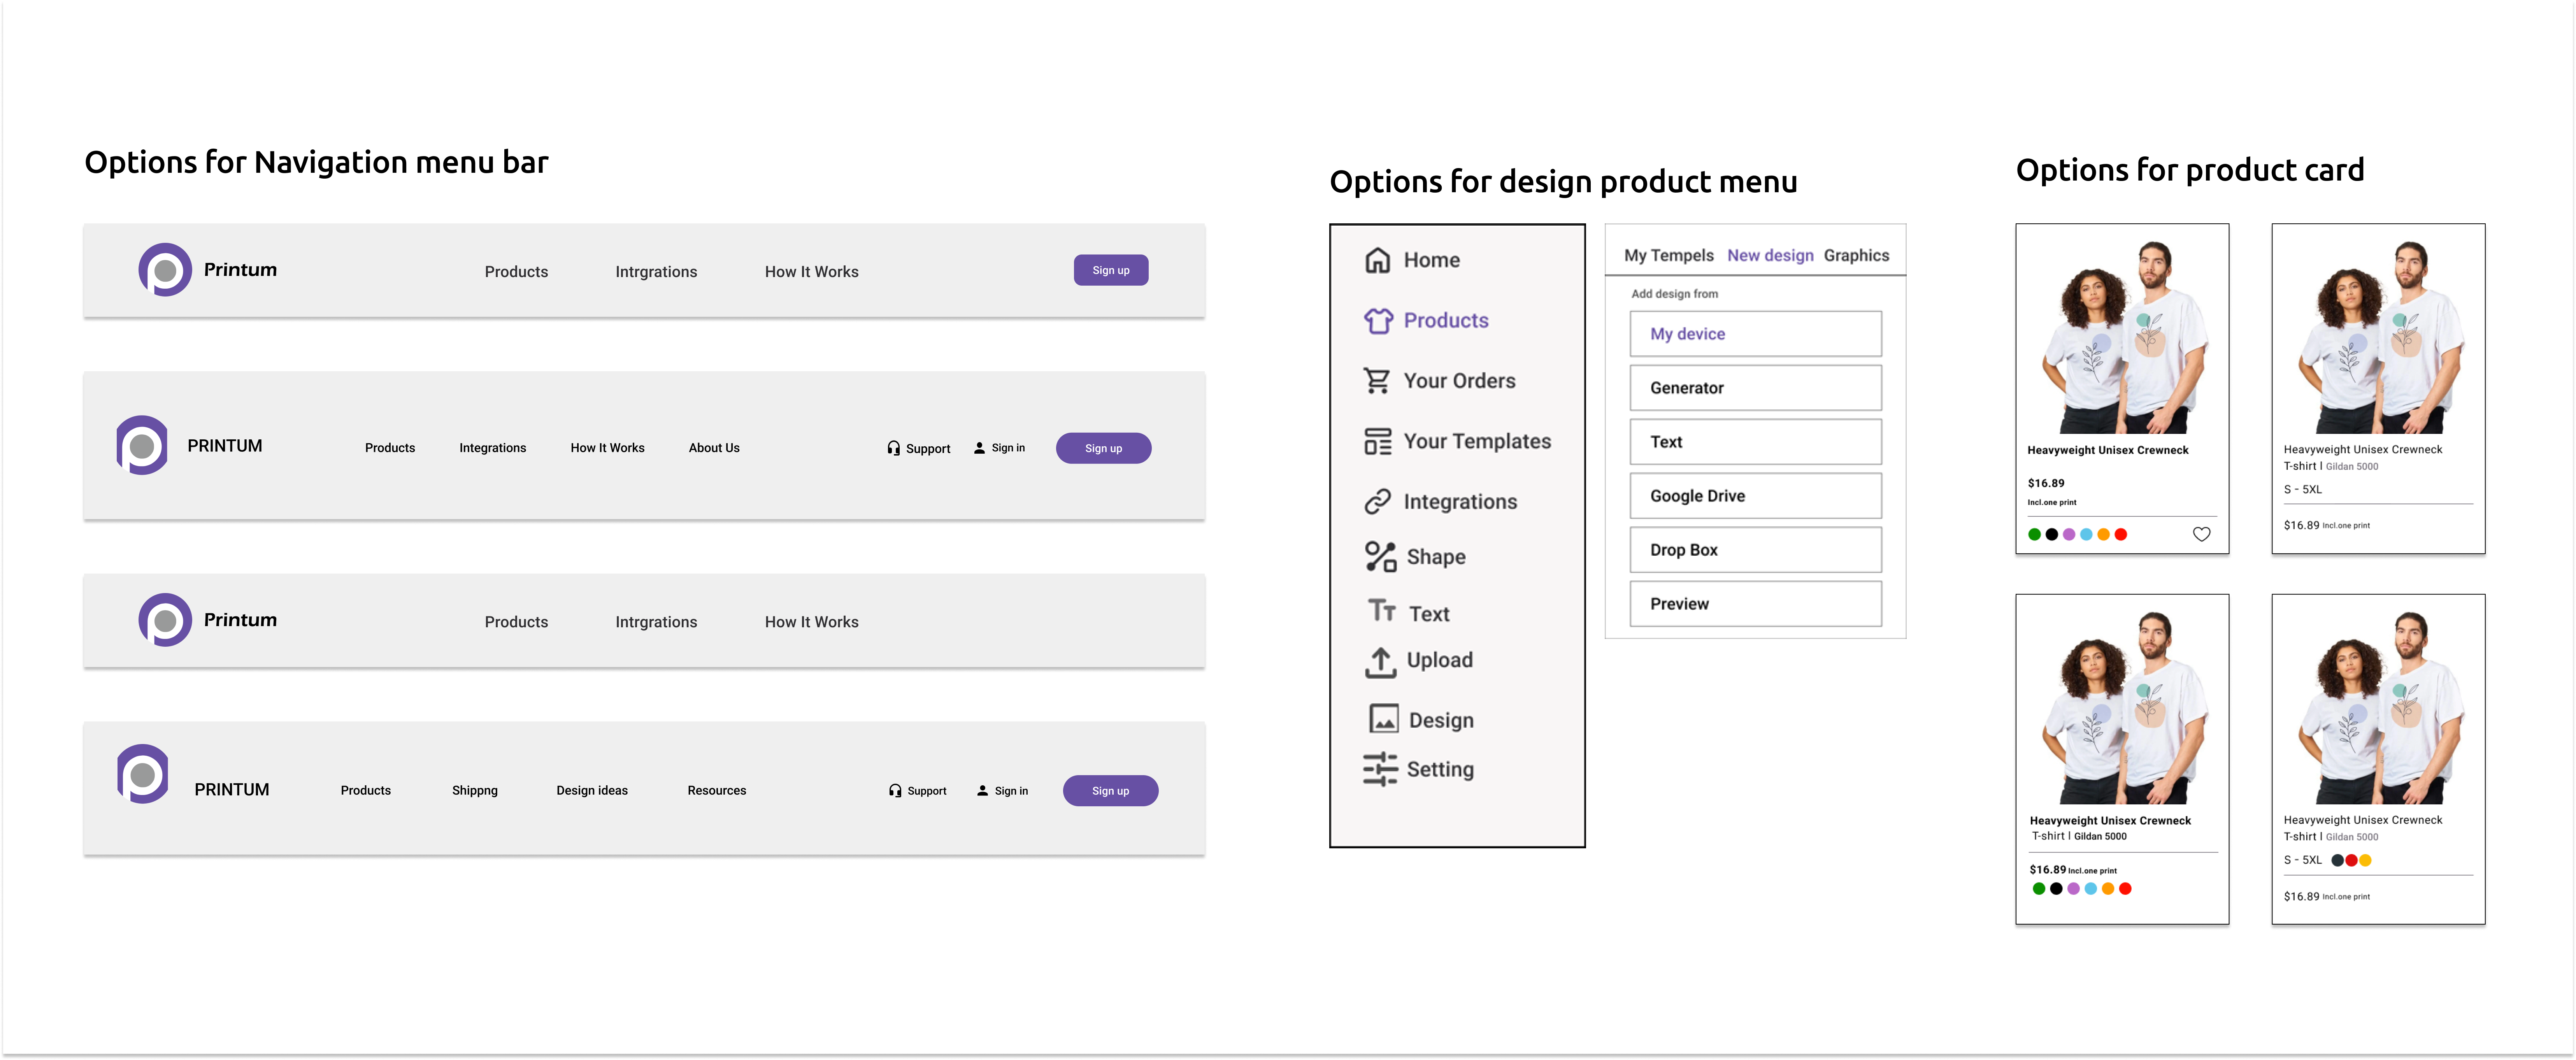 Options for Navigation menu bar
Printum Products Intrgrations How It Works Sign up
PRINTUM Products Integrations How It Works About Us Support Sign in Sign up
Printum Products Intrgrations How It Works
PRINTUM Products Shippng Design ideas Resources Support Sign in Sign up
Options for design product menu
Home
Products
Your Orders
Your Templates
Integrations
Shape
Text
Upload
Design
Setting
My Tempels New design Graphics
Add design from
My device
Generator
Text
Google Drive
Drop Box
Preview
Options for product card
Heavyweight Unisex Crewneck
$16.89
Incl.one print
Heavyweight Unisex Crewneck
T-shirt l Gildan 5000
S - 5XL
$16.89 Incl.one print
Heavyweight Unisex Crewneck
T-shirt l Gildan 5000
$16.89 Incl.one print
Heavyweight Unisex Crewneck
T-shirt l Gildan 5000
S - 5XL
$16.89 Incl.one print